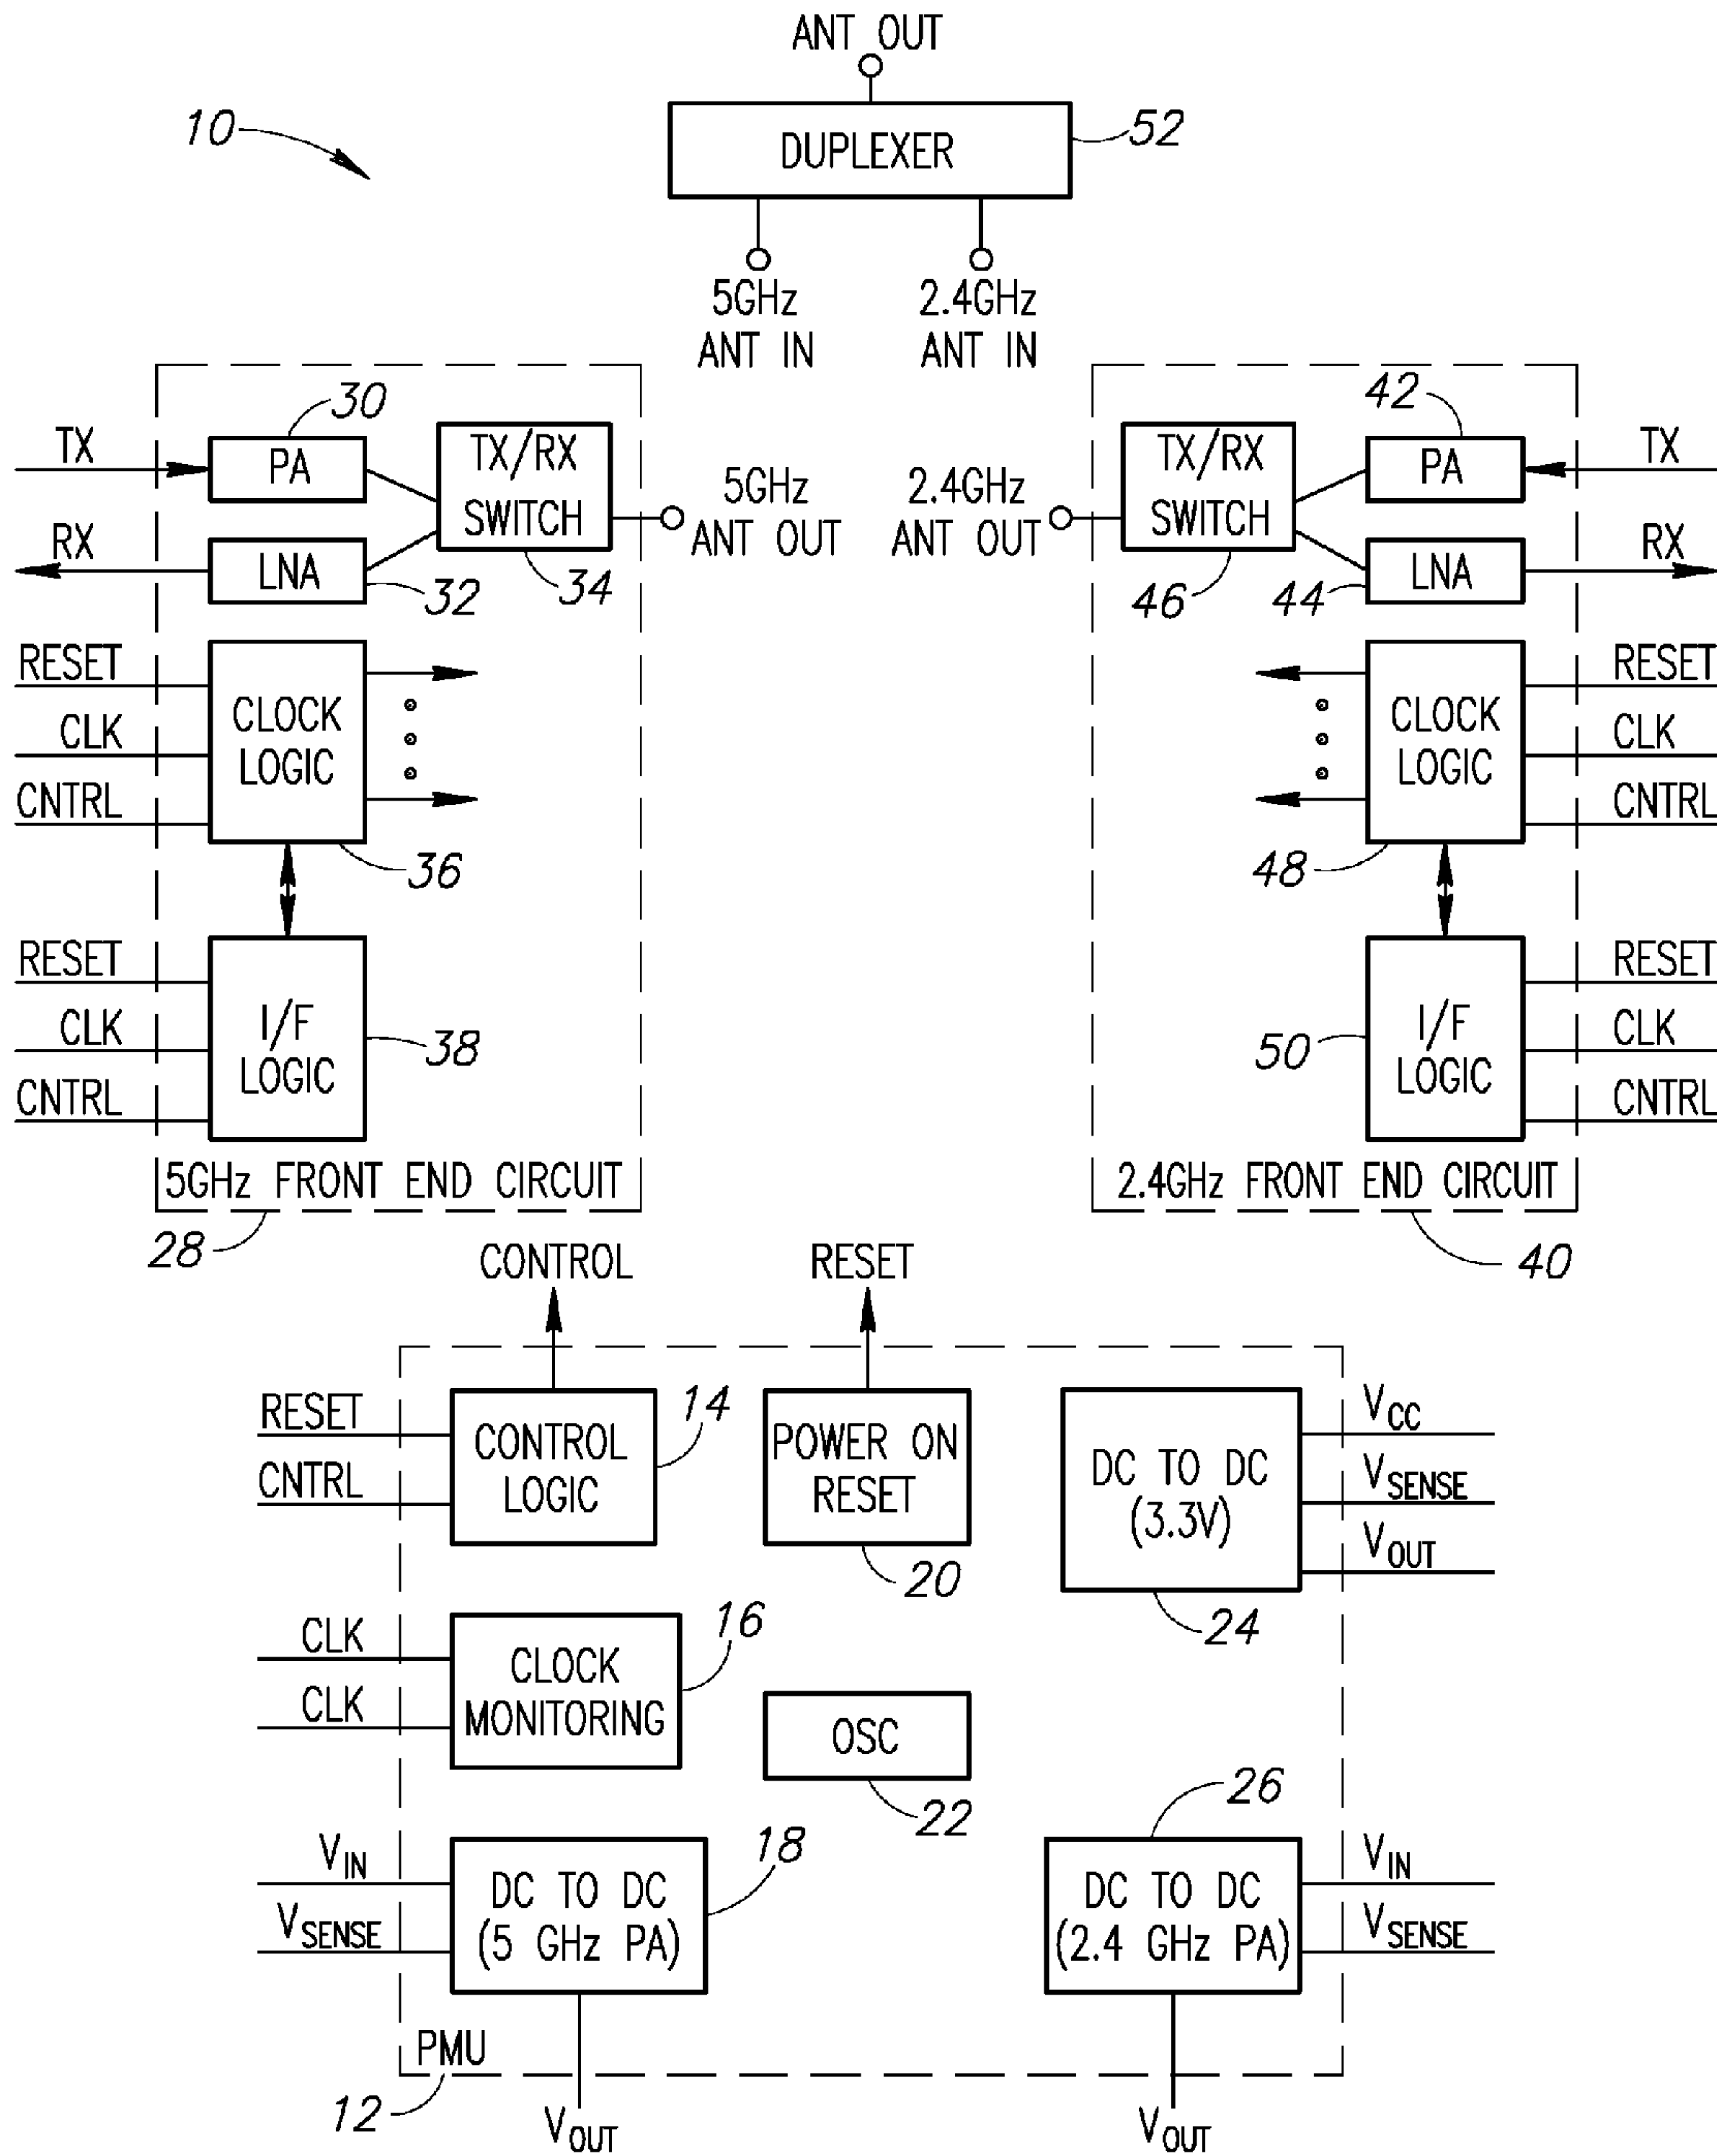 ANT OUT
10
DUPLEXER
52
5GHz
ANT IN
2.4GHz
ANT IN
30
TX
PA
TX/RX
SWITCH
5GHz
ANT OUT
RX
LNA
32
34
RESET
CLK
CNTRL
CLOCK
LOGIC
36
RESET
CLK
CNTRL
I/F
LOGIC
38
5GHz FRONT END CIRCUIT
28
42
2.4GHz
ANT OUT
TX/RX
SWITCH
PA
TX
46
44
LNA
RX
CLOCK
LOGIC
RESET
CLK
CNTRL
48
I/F
LOGIC
50
RESET
CLK
CNTRL
2.4GHz FRONT END CIRCUIT
40
CONTROL
RESET
RESET
CNTRL
CONTROL
LOGIC
14
POWER ON
RESET
20
DC TO DC
(3.3V)
24
VCC
VSENSE
VOUT
CLK
CLK
CLOCK
MONITORING
16
OSC
22
VIN
VSENSE
DC TO DC
(5 GHz PA)
18
26
DC TO DC
(2.4 GHz PA)
VIN
VSENSE
PMU
12
VOUT
VOUT